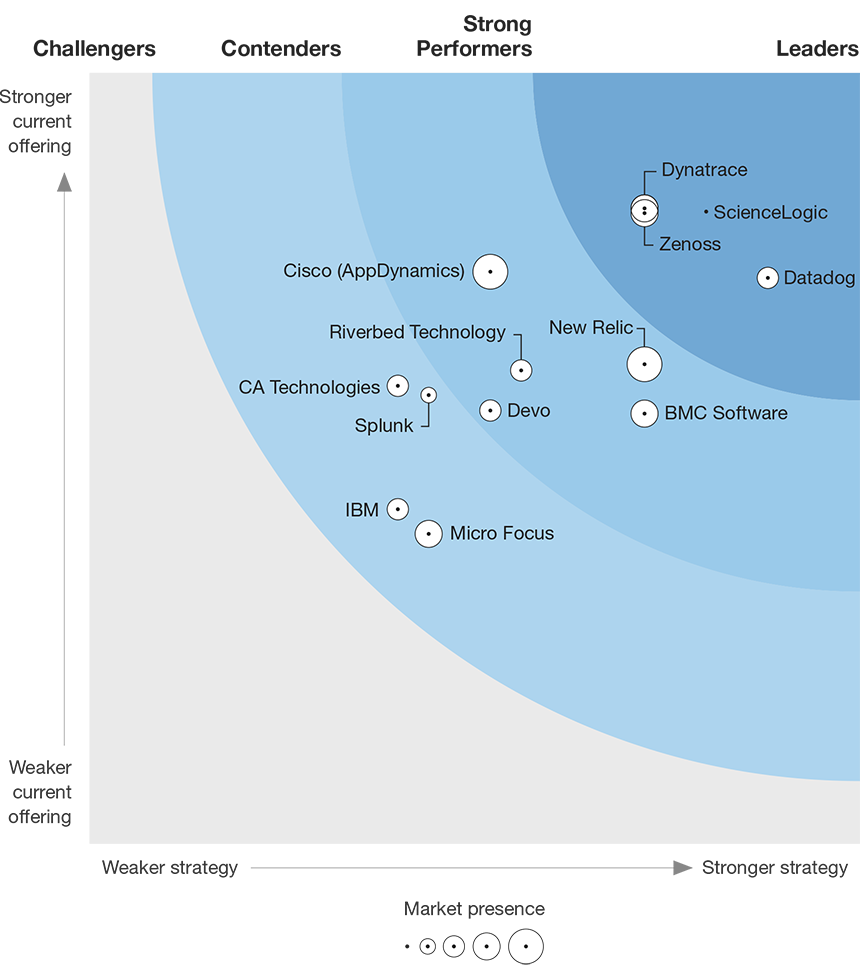 Strong
Challengers Contenders Performers Leaders
Stronger
current
offering
Dynatrace
ScienceLogic
Zenoss
Cisco (AppDynamics)
Datadog
Riverbed Technology
New Relic
CA Technologies
Devo
BMC Software
Splunk
IBM
Micro Focus
Weaker
current
offering
Weaker strategy
Stronger strategy
Market presence